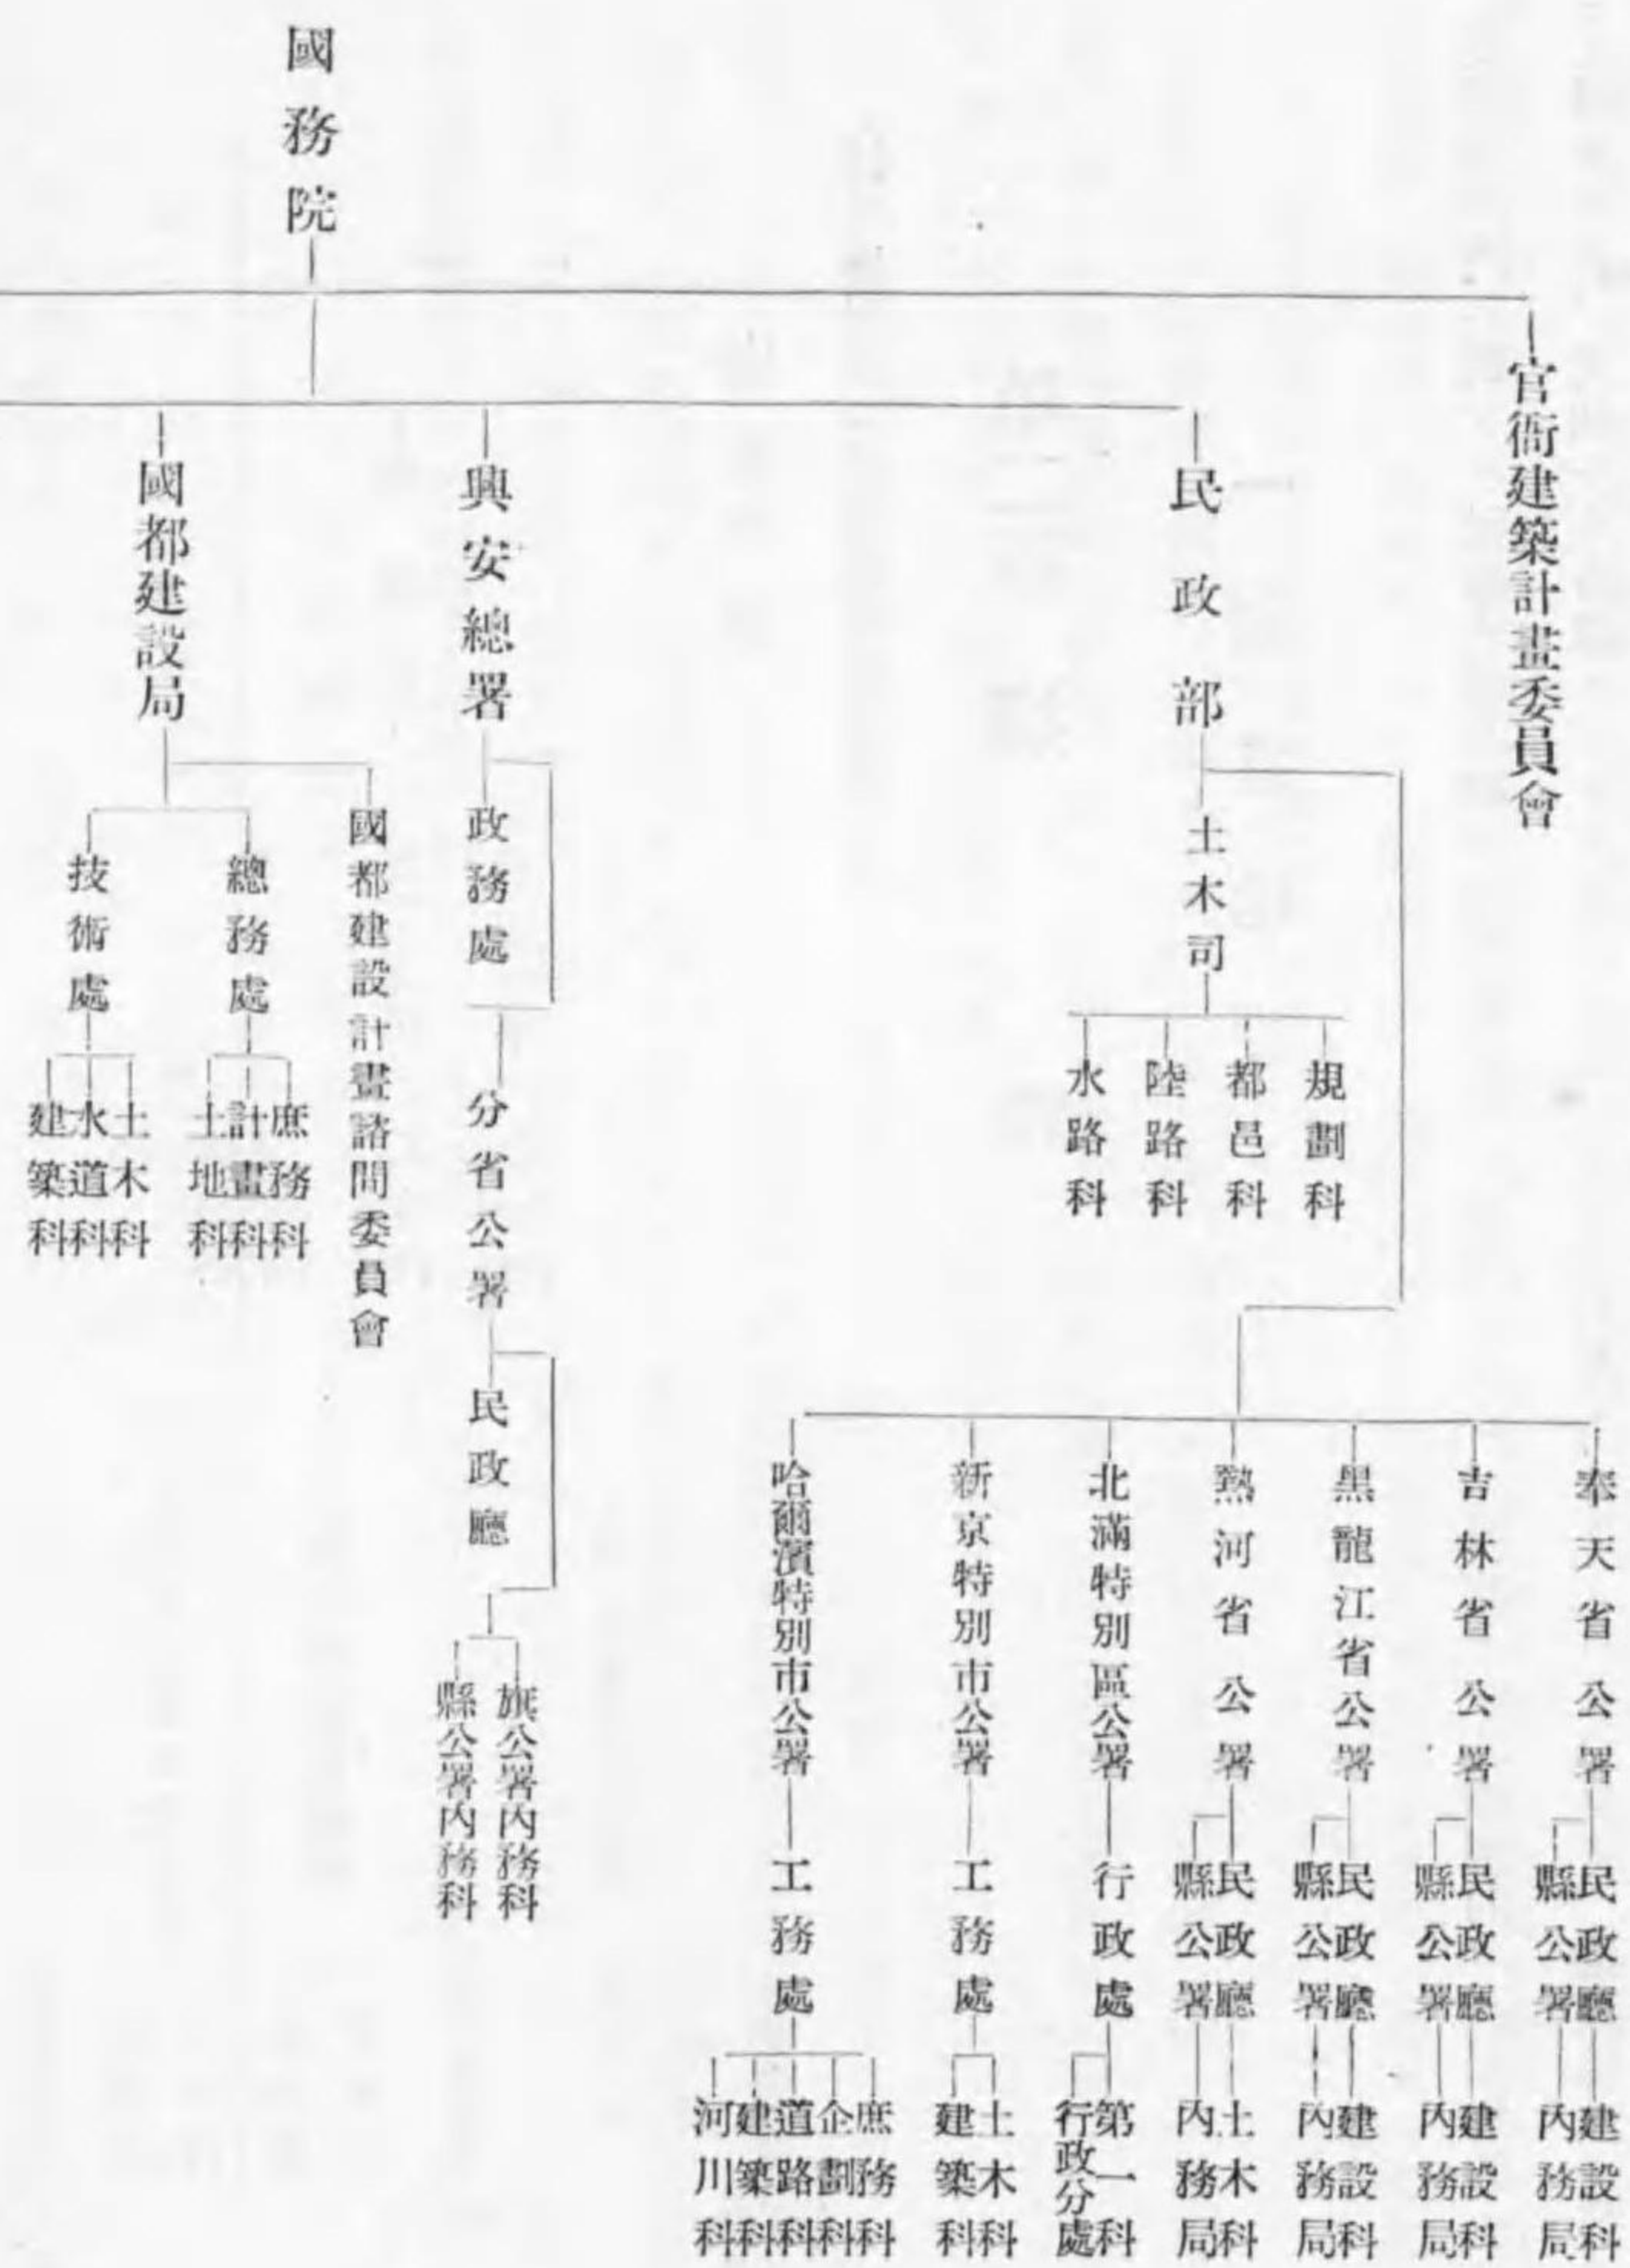 國務院
官衙建築計畫委員會
民政部
土木司
規劃科
都邑科
陸路科
水路科
奉天省公署
民政廳
建設科
縣公署
內務局
吉林省公署
民政廳
建設科
縣公署
內務局
黑龍江省公署
民政廳
建設科
縣公署
內務局
熱河省公署
民政廳
土木科
縣公署
內務局
北滿特別區公署
行政處
第一科
行政分處
新京特別市公署
工務處
土木科
建築科
哈爾濱特別市公署
工務處
庶務科
企劃科
道路科
建築科
河川科
興安總署
政務處
分省公署
民政廳
旗公署內務科
縣公署內務科
國都建設局
國都建設計畫諮問委員會
總務處
庶務科
計畫科
土地科
技術處
土木科
水道科
建築科